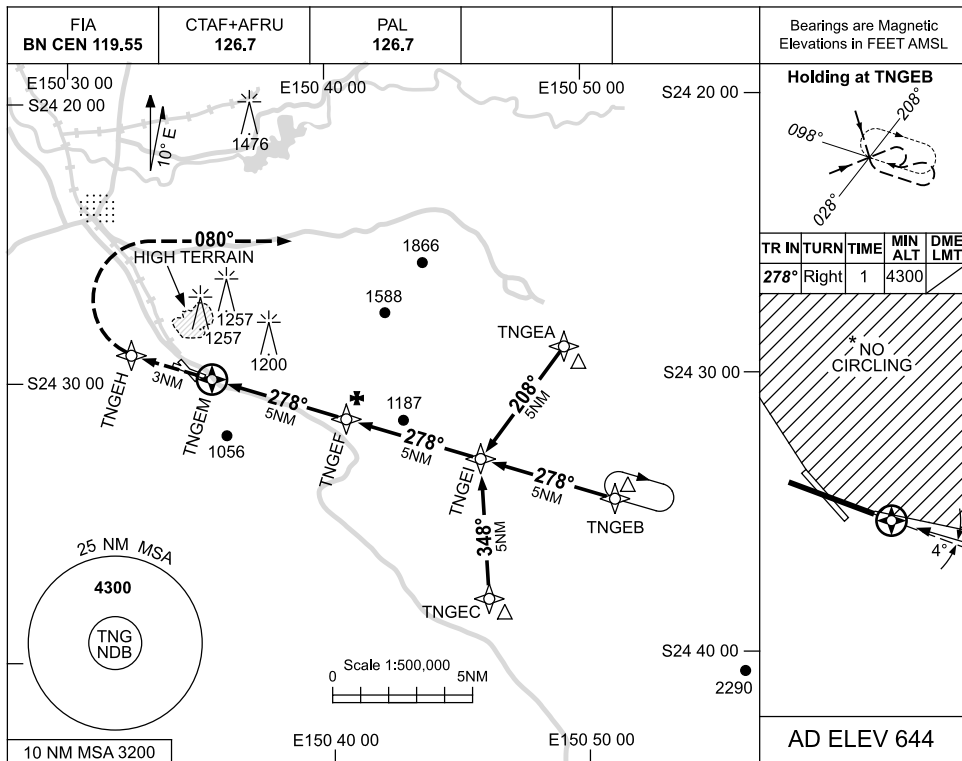 FIA
BN CEN 119.55
CTAF+AFRU
126.7
PAL
126.7
Bearings are Magnetic
Elevations in FEET AMSL
E150 30 00
E150 40 00
E150 50 00
S24 20 00
S24 20 00
10° E
1476
Holding at TNGEB
208°
098°
028°
TR IN
TURN
TIME
MIN ALT
DME LMT
278°
Right
1
4300
080°
HIGH TERRAIN
1866
1588
1257
1257
1200
TNGEA
TNGEH
3NM
S24 30 00
S24 30 00
TNGEM
278°
5NM
1187
208°
5NM
1056
TNGEF
278°
5NM
TNGEI
278°
5NM
TNGEB
* NO
CIRCLING
4°
348°
5NM
TNGEC
25 NM MSA
4300
TNG
NDB
Scale 1:500,000
0
5NM
S24 40 00
2290
E150 40 00
E150 50 00
10 NM MSA 3200
AD ELEV 644